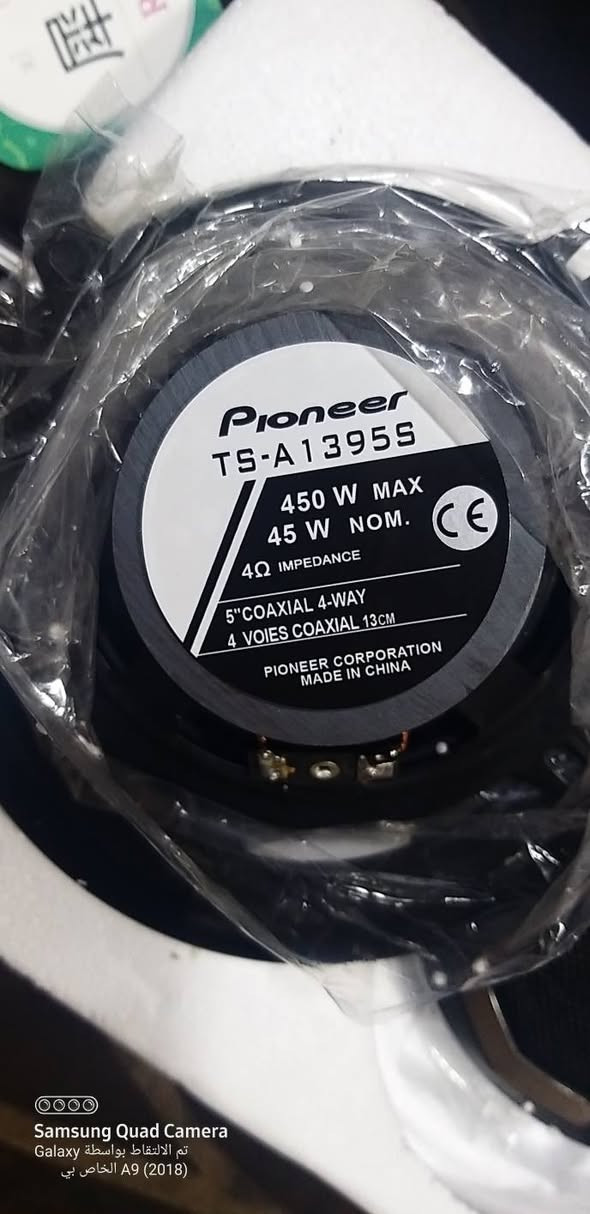 Pioneer
TS-A1395S
450 W MAX
45 W NOM.
CE
4Ω IMPEDANCE
5"COAXIAL 4-WAY
4 VOIES COAXIAL 13CM
PIONEER CORPORATION
MADE IN CHINA
Samsung Quad Camera
تم الالتقاط بواسطة Galaxy
A9 (2018) الخاص بي